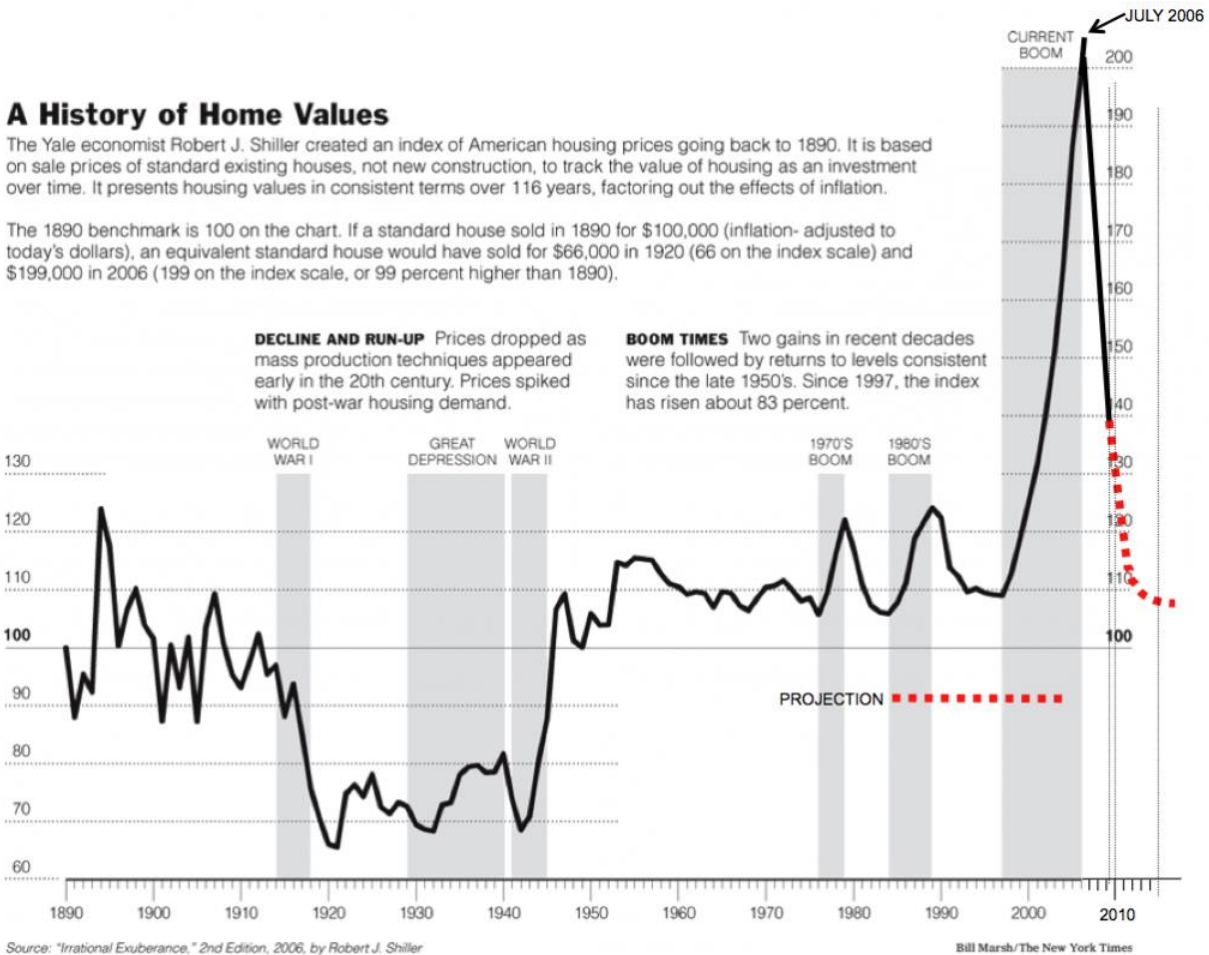 JULY 2006
CURRENT
BOOM
200
A History of Home Values
190
The Yale economist Robert J. Shiller created an index of American housing prices going back to 1890. It is based
on sale prices of standard existing houses, not new construction, to track the value of housing as an investment
over time. It presents housing values in consistent terms over 116 years, factoring out the effects of inflation.
180
The 1890 benchmark is 100 on the chart. If a standard house sold in 1890 for $100,000 (inflation- adjusted to
today's dollars), an equivalent standard house would have sold for $66,000 in 1920 (66 on the index scale) and
$199,000 in 2006 (199 on the index scale, or 99 percent higher than 1890).
170
160
DECLINE AND RUN-UP Prices dropped as
mass production techniques appeared
early in the 20th century. Prices spiked
with post-war housing demand.
BOOM TIMES Two gains in recent decades
were followed by returns to levels consistent
since the late 1950's. Since 1997, the index
has risen about 83 percent.
150
140
WORLD
WAR I
GREAT
DEPRESSION
WORLD
WAR II
1970'S
BOOM
1980'S
BOOM
130
130
120
120
110
110
100
100
90
PROJECTION
80
70
60
1890 1900 1910 1920 1930 1940 1950 1960 1970 1980 1990 2000 2010
Source: "Irrational Exuberance," 2nd Edition, 2006, by Robert J. Shiller
Bill Marsh/The New York Times